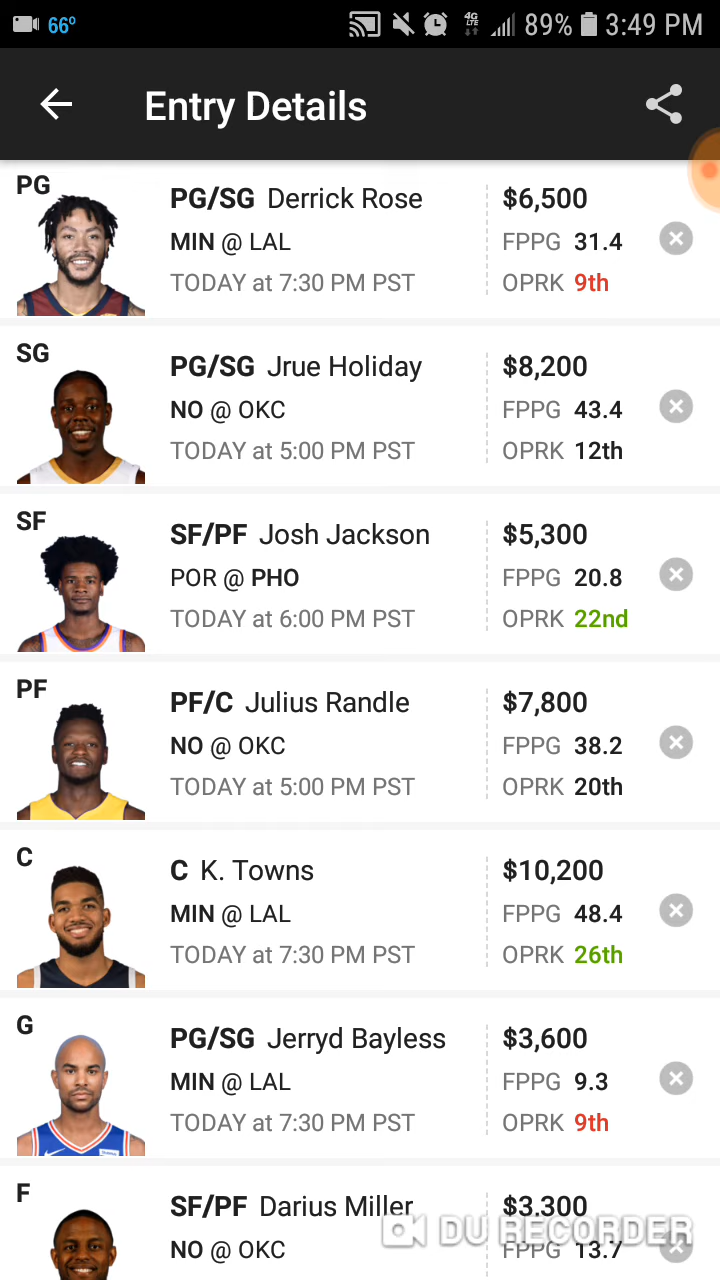 66º 4G LTE 89% 3:49 PM
Entry Details
PG
PG/SG Derrick Rose $6,500
MIN @ LAL FPPG 31.4
TODAY at 7:30 PM PST OPRK 9th
SG
PG/SG Jrue Holiday $8,200
NO @ OKC FPPG 43.4
TODAY at 5:00 PM PST OPRK 12th
SF
SF/PF Josh Jackson $5,300
POR @ PHO FPPG 20.8
TODAY at 6:00 PM PST OPRK 22nd
PF
PF/C Julius Randle $7,800
NO @ OKC FPPG 38.2
TODAY at 5:00 PM PST OPRK 20th
C
C K. Towns $10,200
MIN @ LAL FPPG 48.4
TODAY at 7:30 PM PST OPRK 26th
G
PG/SG Jerryd Bayless $3,600
MIN @ LAL FPPG 9.3
TODAY at 7:30 PM PST OPRK 9th
F
SF/PF Darius Miller $3,300
DU RECORDER
NO @ OKC FPPG 13.7